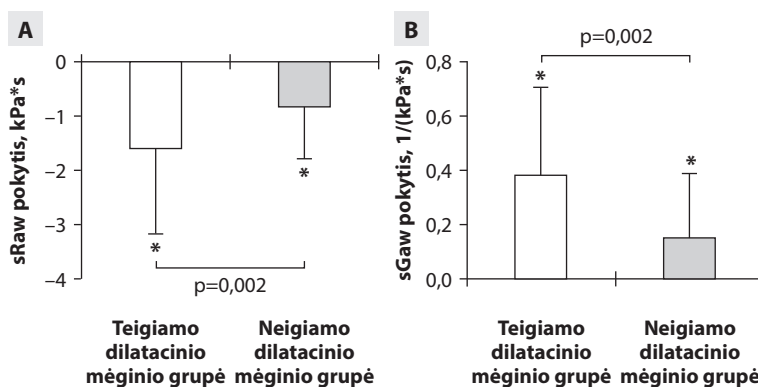 A
sRaw pokytis, kPa*s
0
–1
–2
–3
–4
*
*
p=0,002
Teigiamo
dilatacinio
mėginio grupė
Neigiamo
dilatacinio
mėginio grupė
B
sGaw pokytis, 1/(kPa*s)
p=0,002
0,8
0,6
0,4
0,2
0,0
*
*
Teigiamo
dilatacinio
mėginio grupė
Neigiamo
dilatacinio
mėginio grupė